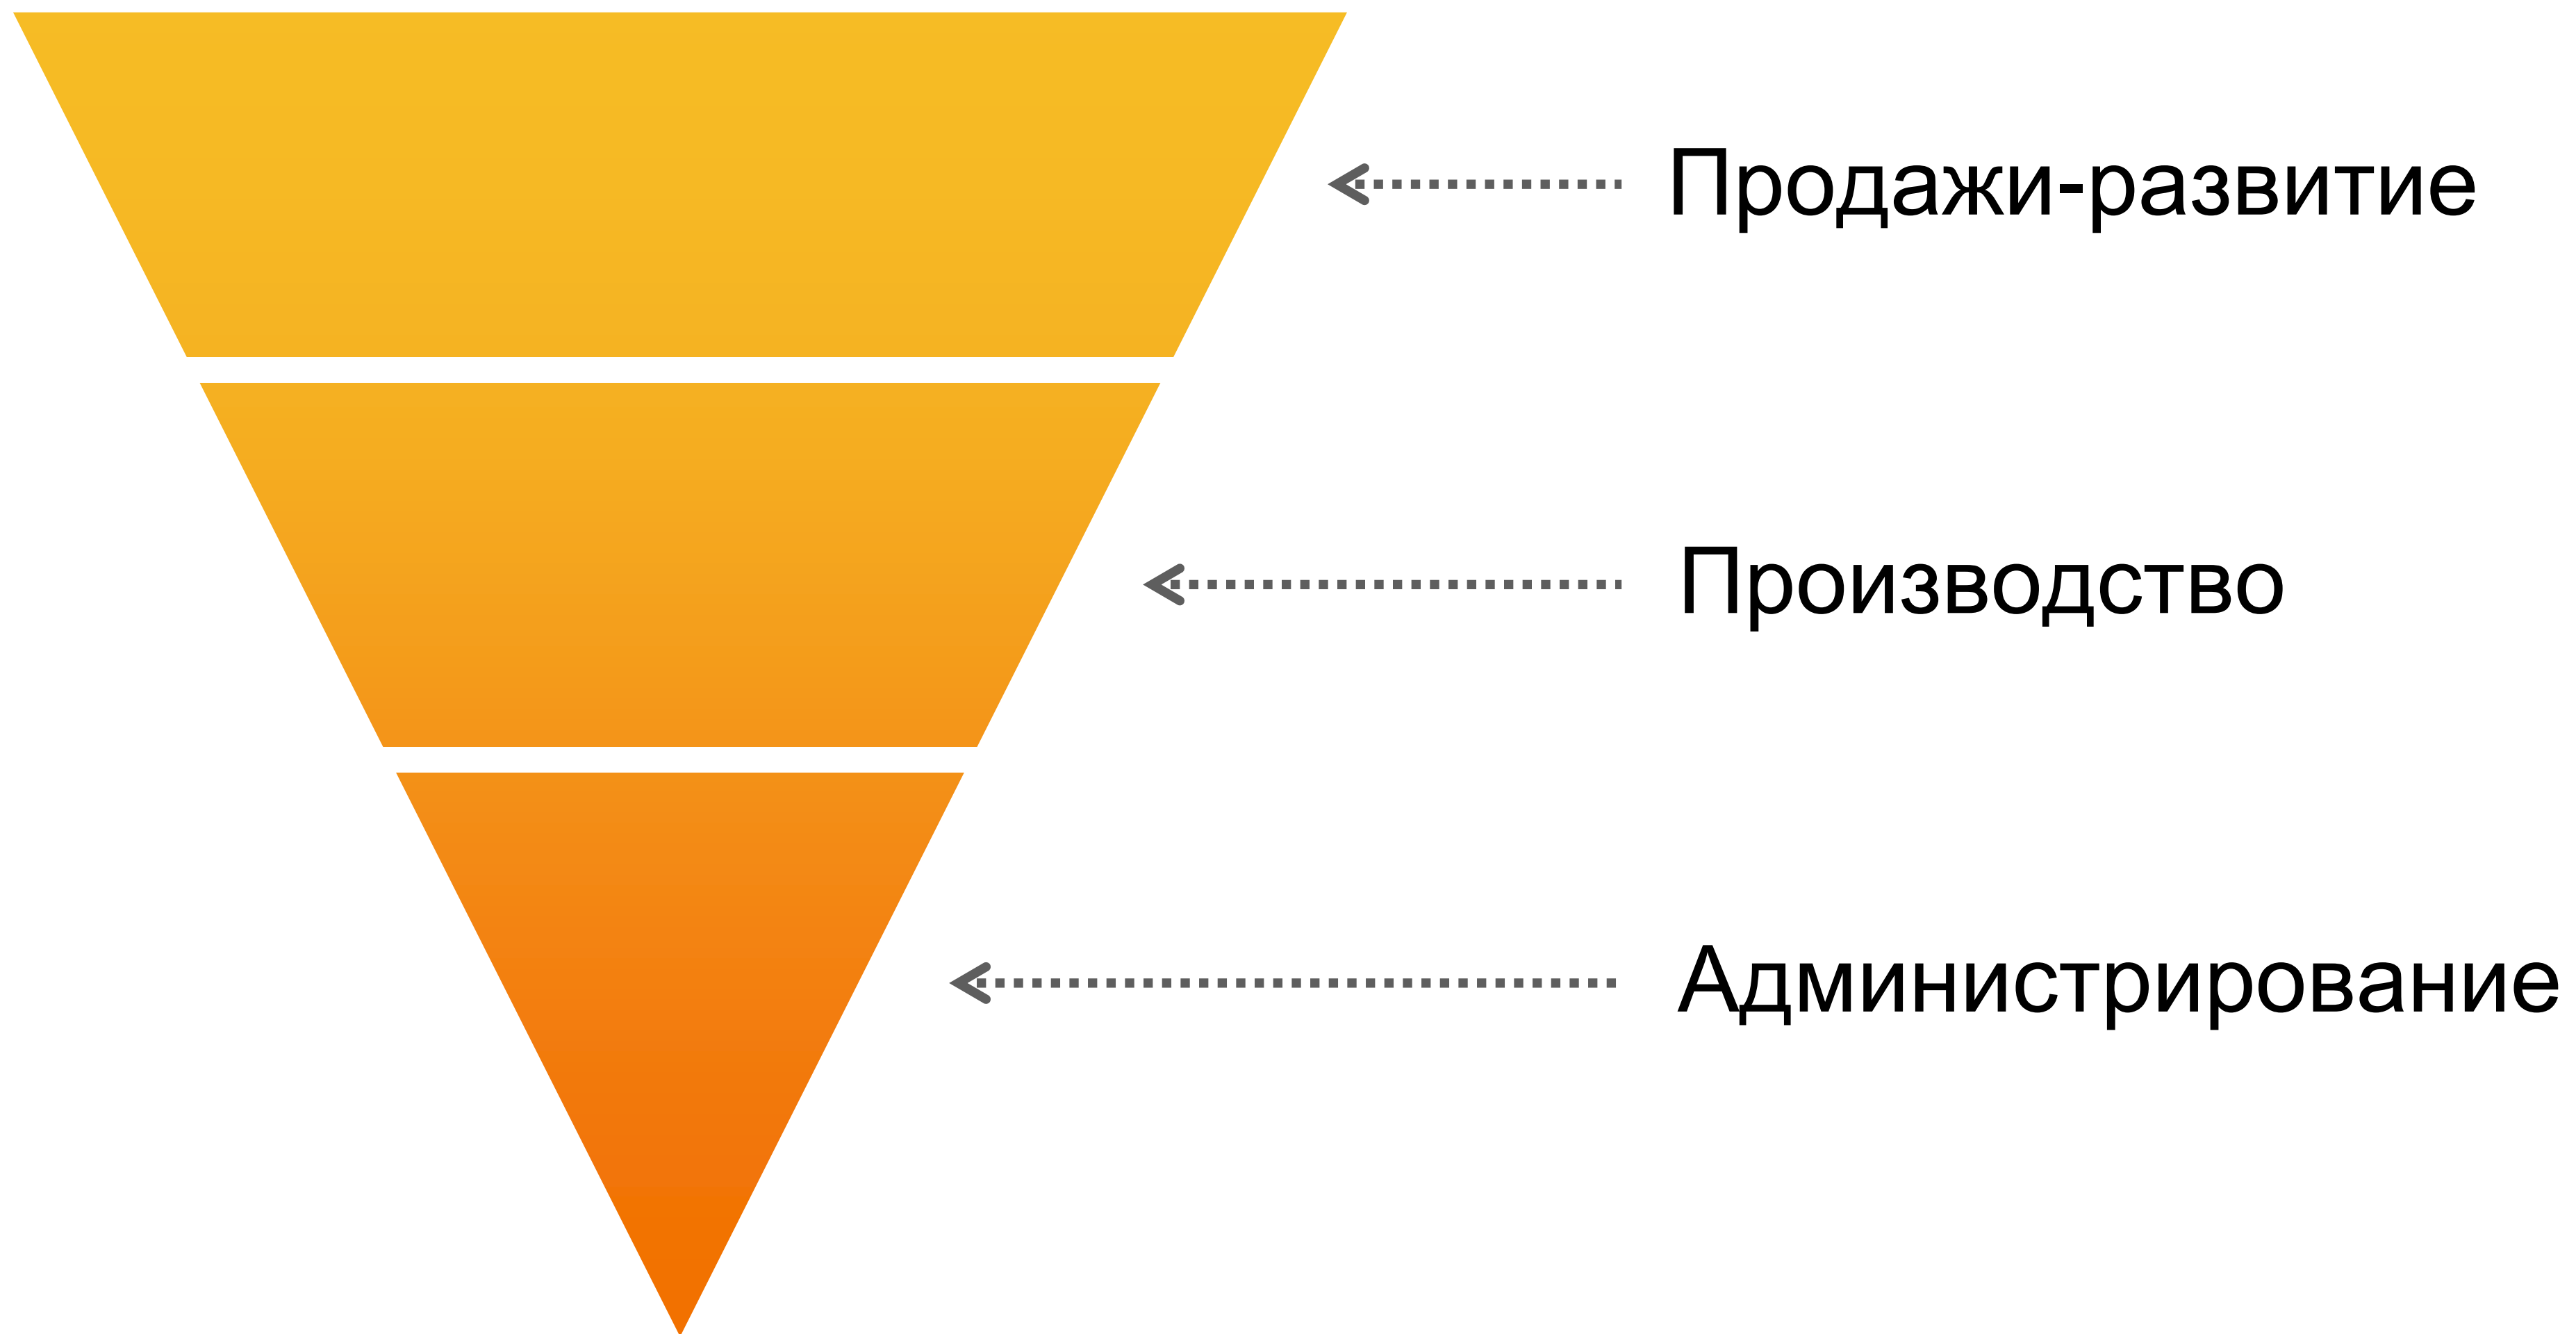 Продажи-развитие
Производство
Администрирование